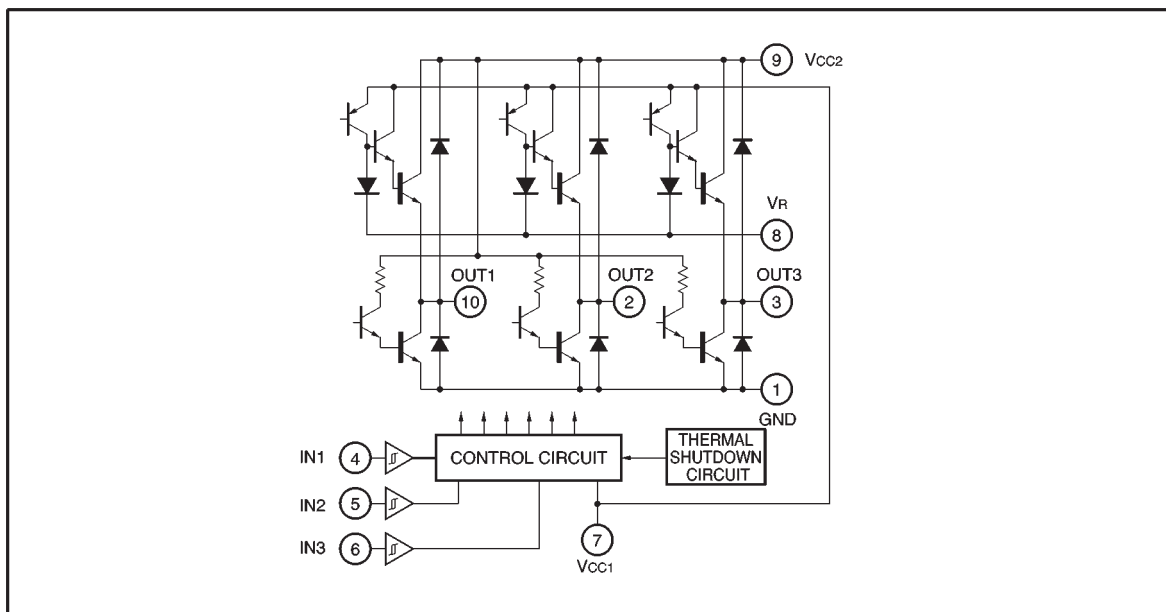 9 VCC2
VR
8
OUT1 OUT2 OUT3
10 2 3
1
GND
IN1 4 CONTROL CIRCUIT
THERMAL
SHUTDOWN
CIRCUIT
IN2 5
IN3 6
7
VCC1